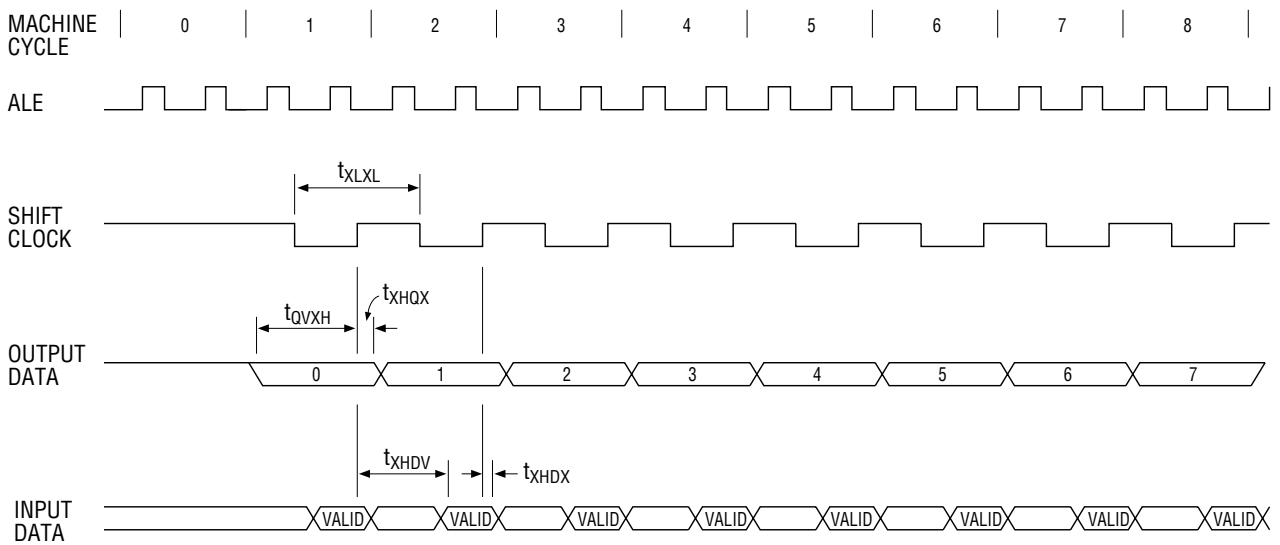 MACHINE CYCLE 0 1 2 3 4 5 6 7 8
ALE
tXLXL
SHIFT CLOCK
tXHQX
tQVXH
OUTPUT DATA 0 1 2 3 4 5 6 7
tXHDV tXHDX
INPUT DATA VALID VALID VALID VALID VALID VALID VALID VALID